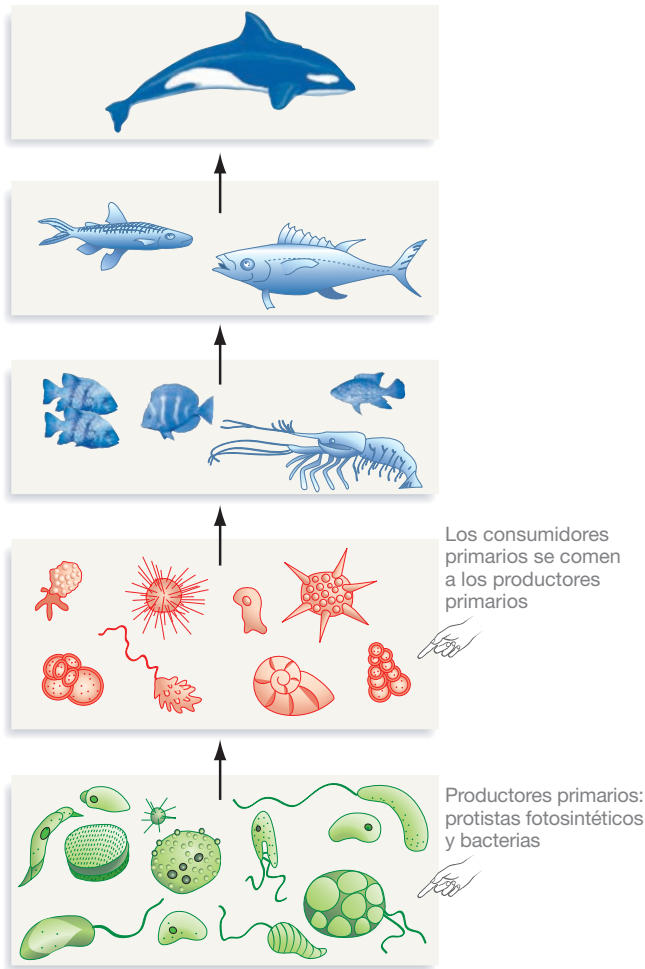 Los consumidores
primarios se comen
a los productores
primarios
Productores primarios:
protistas fotosintéticos
y bacterias